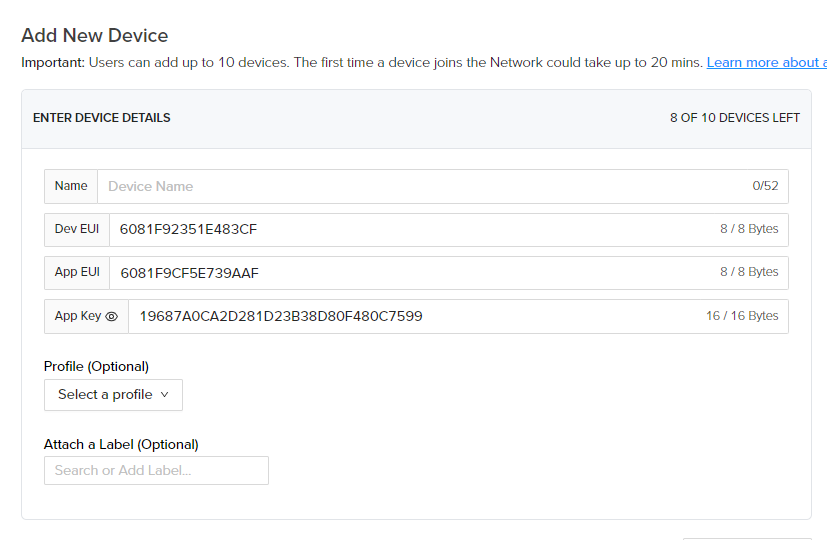 Add New Device
Important: Users can add up to 10 devices. The first time a device joins the Network could take up to 20 mins. Learn more about a
ENTER DEVICE DETAILS 8 OF 10 DEVICES LEFT
Name Device Name 0/52
Dev EUI 6081F92351E483CF 8 / 8 Bytes
App EUI 6081F9CF5E739AAF 8 / 8 Bytes
App Key 19687A0CA2D281D23B38D80F480C7599 16 / 16 Bytes
Profile (Optional)
Select a profile
Attach a Label (Optional)
Search or Add Label...